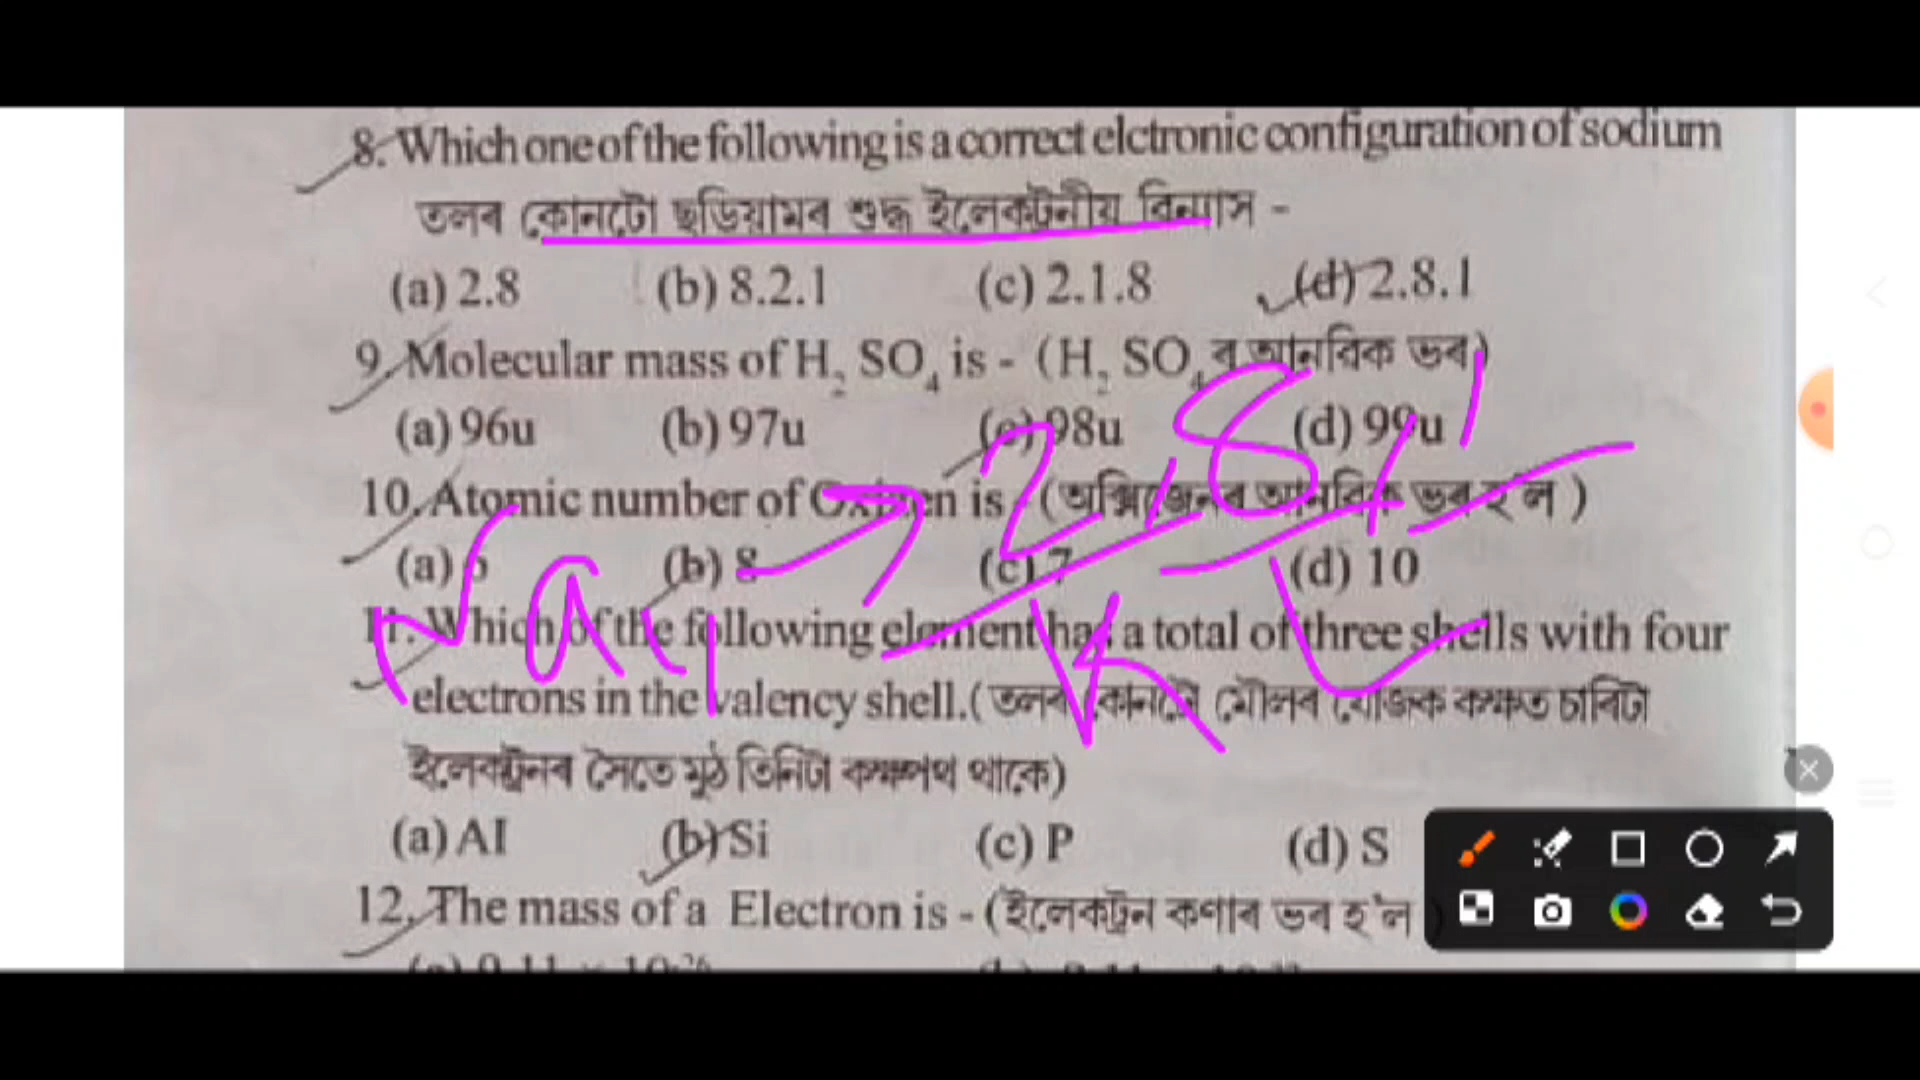 8. Which one of the following is a correct elctronic configuration of sodium
তলৰ কোনটো ছডিয়ামৰ শুদ্ধ ইলেকট্ৰনীয় বিন্যাস -
(a) 2.8 (b) 8.2.1 (c) 2.1.8 (d) 2.8.1
9. Molecular mass of H₂ SO₄ is - (H₂ SO₄ ৰ আনৱিক ভৰ)
(a) 96u (b) 97u (c) 98u (d) 99u
10. Atomic number of is (অক্সিজেনৰ আনৱিক ভৰ হ'ল )
(a) 6 (b) 8 (c) 7 (d) 10
2,8,1
Na
11. Which of the following element has a total of three shells with four
electrons in the valency shell.( তলৰ কোনটো মৌলৰ যোজক কক্ষত চাৰিটা
ইলেকট্ৰনৰ সৈতে মুঠ তিনিটা কক্ষপথ থাকে)
(a) AI (b) Si (c) P (d) S
12. The mass of a Electron is - (ইলেকট্ৰন কণাৰ ভৰ হ'ল )